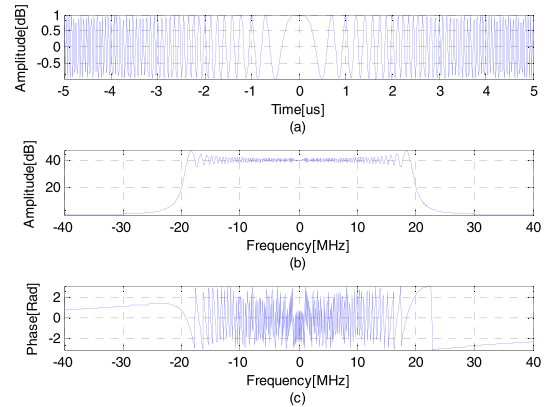 Amplitude[dB]
1
0.5
0
-0.5
-5 -4 -3 -2 -1 0 1 2 3 4 5
Time[us]
(a)
Amplitude[dB]
40
20
-40 -30 -20 -10 0 10 20 30 40
Frequency[MHz]
(b)
Phase[Rad]
2
0
-2
-40 -30 -20 -10 0 10 20 30 40
Frequency[MHz]
(c)